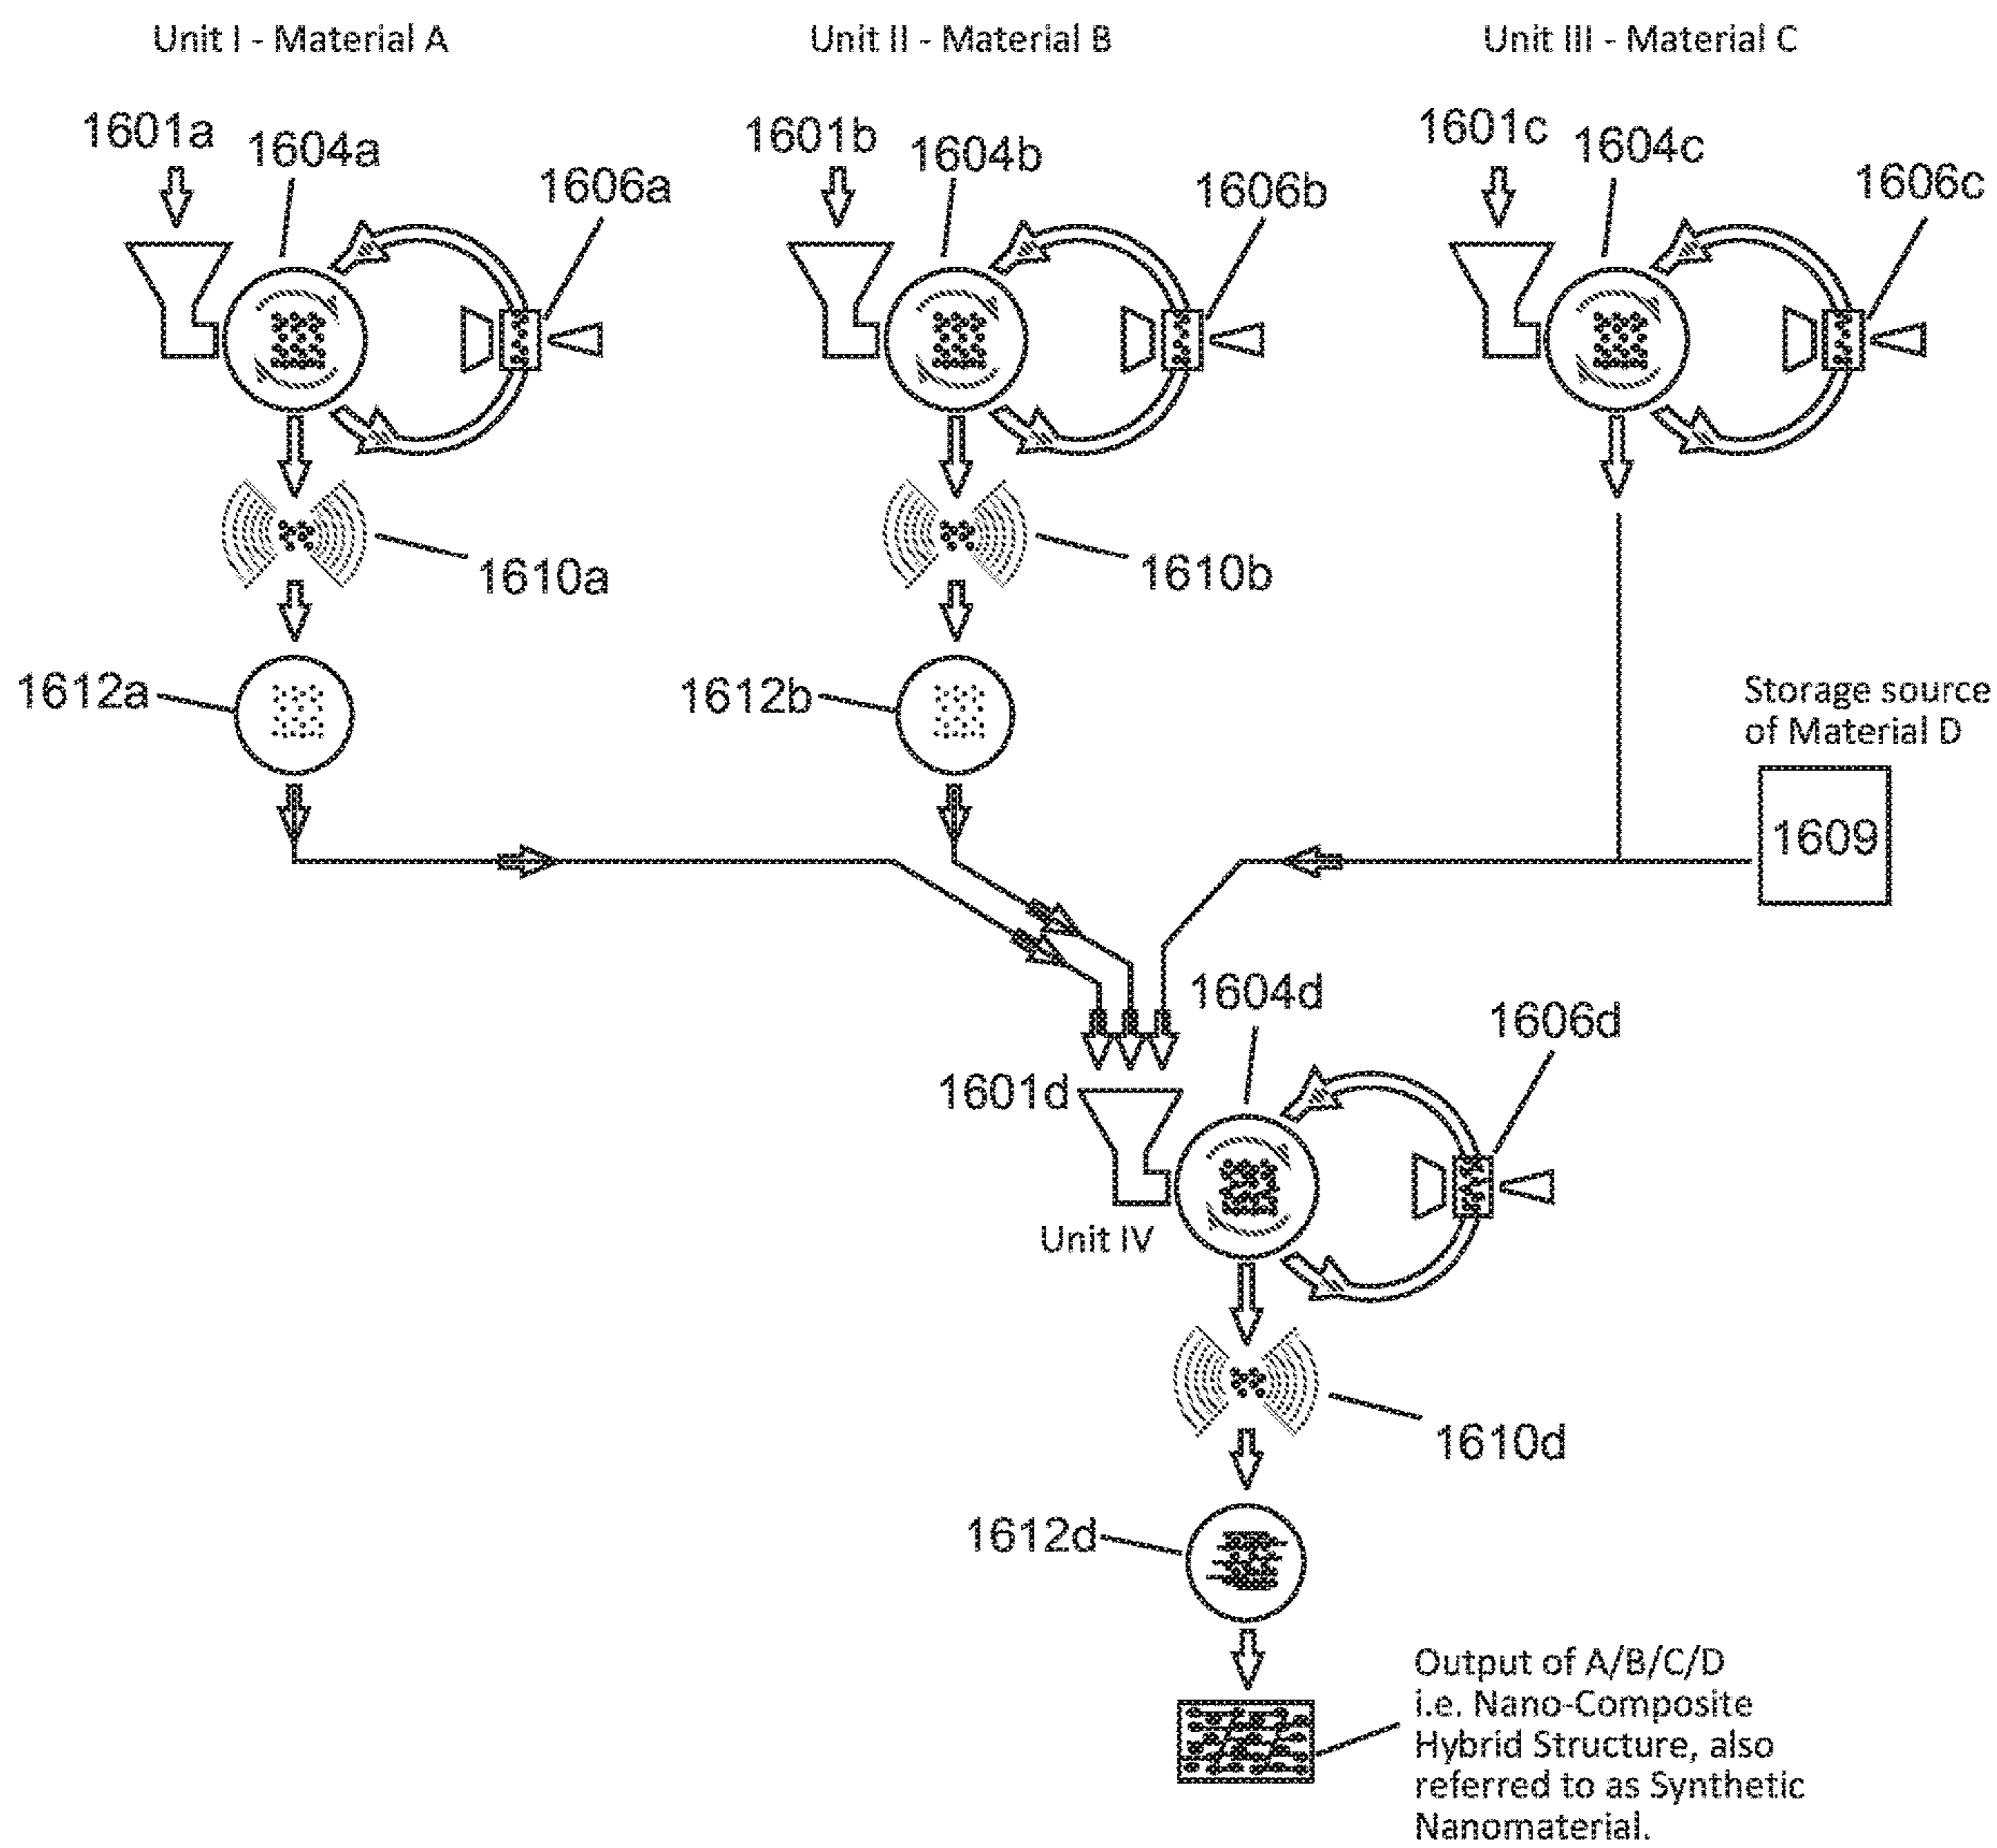 Unit I - Material A
Unit II - Material B
Unit III - Material C
1601a
1604a
1606a
1601b
1604b
1606b
1601c
1604c
1606c
1610a
1610b
1612a
1612b
Storage source
of Material D
1609
1604d
1606d
1601d
Unit IV
1610d
1612d
Output of A/B/C/D
i.e. Nano-Composite
Hybrid Structure, also
referred to as Synthetic
Nanomaterial.